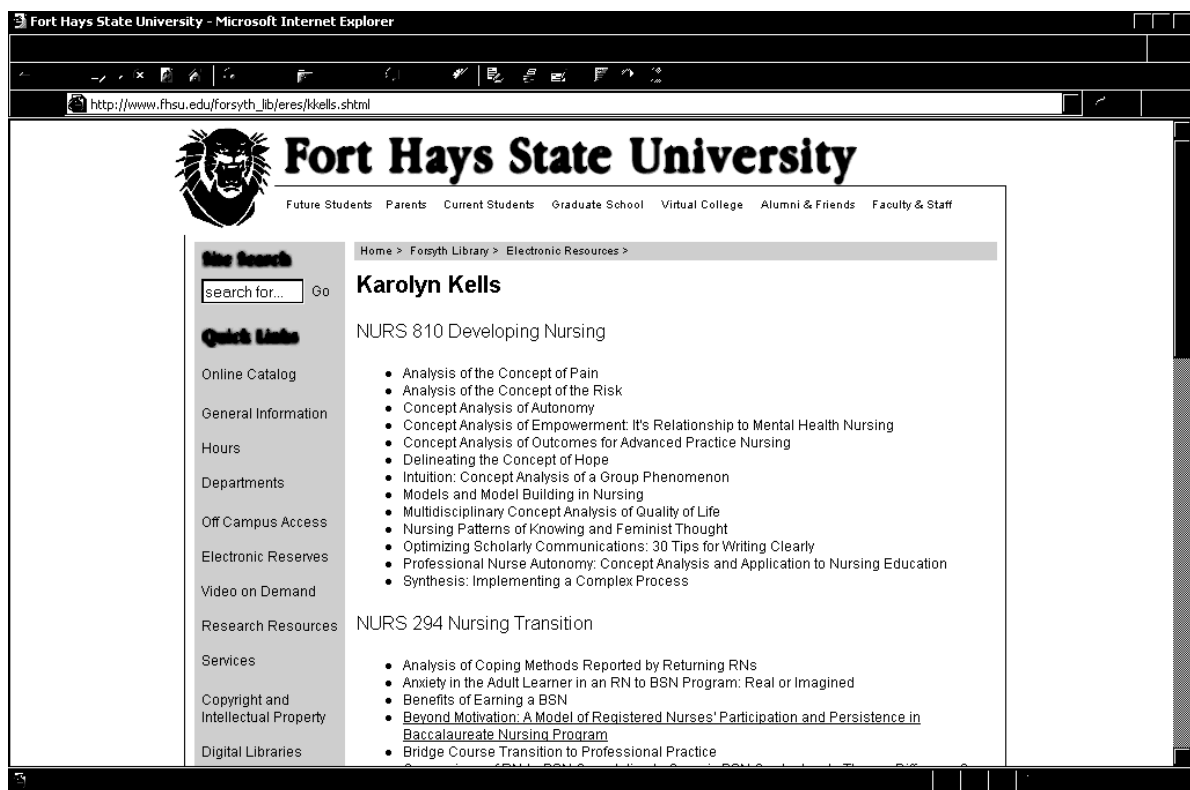 Fort Hays State University - Microsoft Internet Explorer
http://www.fhsu.edu/forsyth_lib/eres/kkells.shtml
Fort Hays State University
Future Students Parents Current Students Graduate School Virtual College Alumni & Friends Faculty & Staff
Site Search
search for... Go
Quick Links
Online Catalog
General Information
Hours
Departments
Off Campus Access
Electronic Reserves
Video on Demand
Research Resources
Services
Copyright and
Intellectual Property
Digital Libraries
Home > Forsyth Library > Electronic Resources >
Karolyn Kells
NURS 810 Developing Nursing
Analysis of the Concept of Pain
Analysis of the Concept of the Risk
Concept Analysis of Autonomy
Concept Analysis of Empowerment: It's Relationship to Mental Health Nursing
Concept Analysis of Outcomes for Advanced Practice Nursing
Delineating the Concept of Hope
Intuition: Concept Analysis of a Group Phenomenon
Models and Model Building in Nursing
Multidisciplinary Concept Analysis of Quality of Life
Nursing Patterns of Knowing and Feminist Thought
Optimizing Scholarly Communications: 30 Tips for Writing Clearly
Professional Nurse Autonomy: Concept Analysis and Application to Nursing Education
Synthesis: Implementing a Complex Process
NURS 294 Nursing Transition
Analysis of Coping Methods Reported by Returning RNs
Anxiety in the Adult Learner in an RN to BSN Program: Real or Imagined
Benefits of Earning a BSN
Beyond Motivation: A Model of Registered Nurses' Participation and Persistence in
Baccalaureate Nursing Program
Bridge Course Transition to Professional Practice